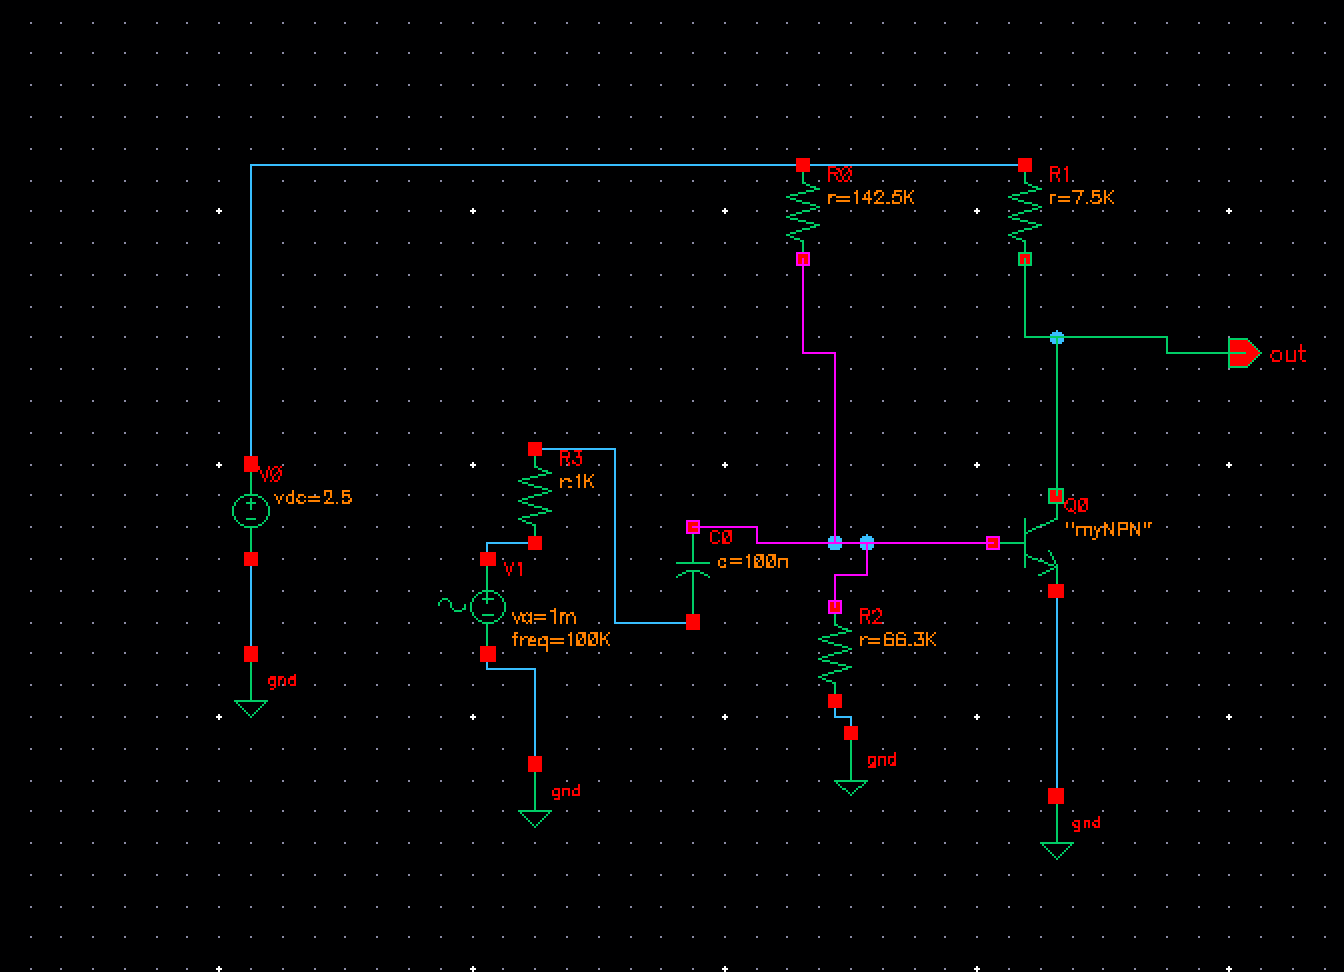 R0
r=142.5K
R1
r=7.5K
out
V0
vdc=2.5
R3
r=1K
Q0
"myNPN"
C0
c=100n
V1
va=1m
freq=100K
R2
r=66.3K
gnd
gnd
gnd
gnd